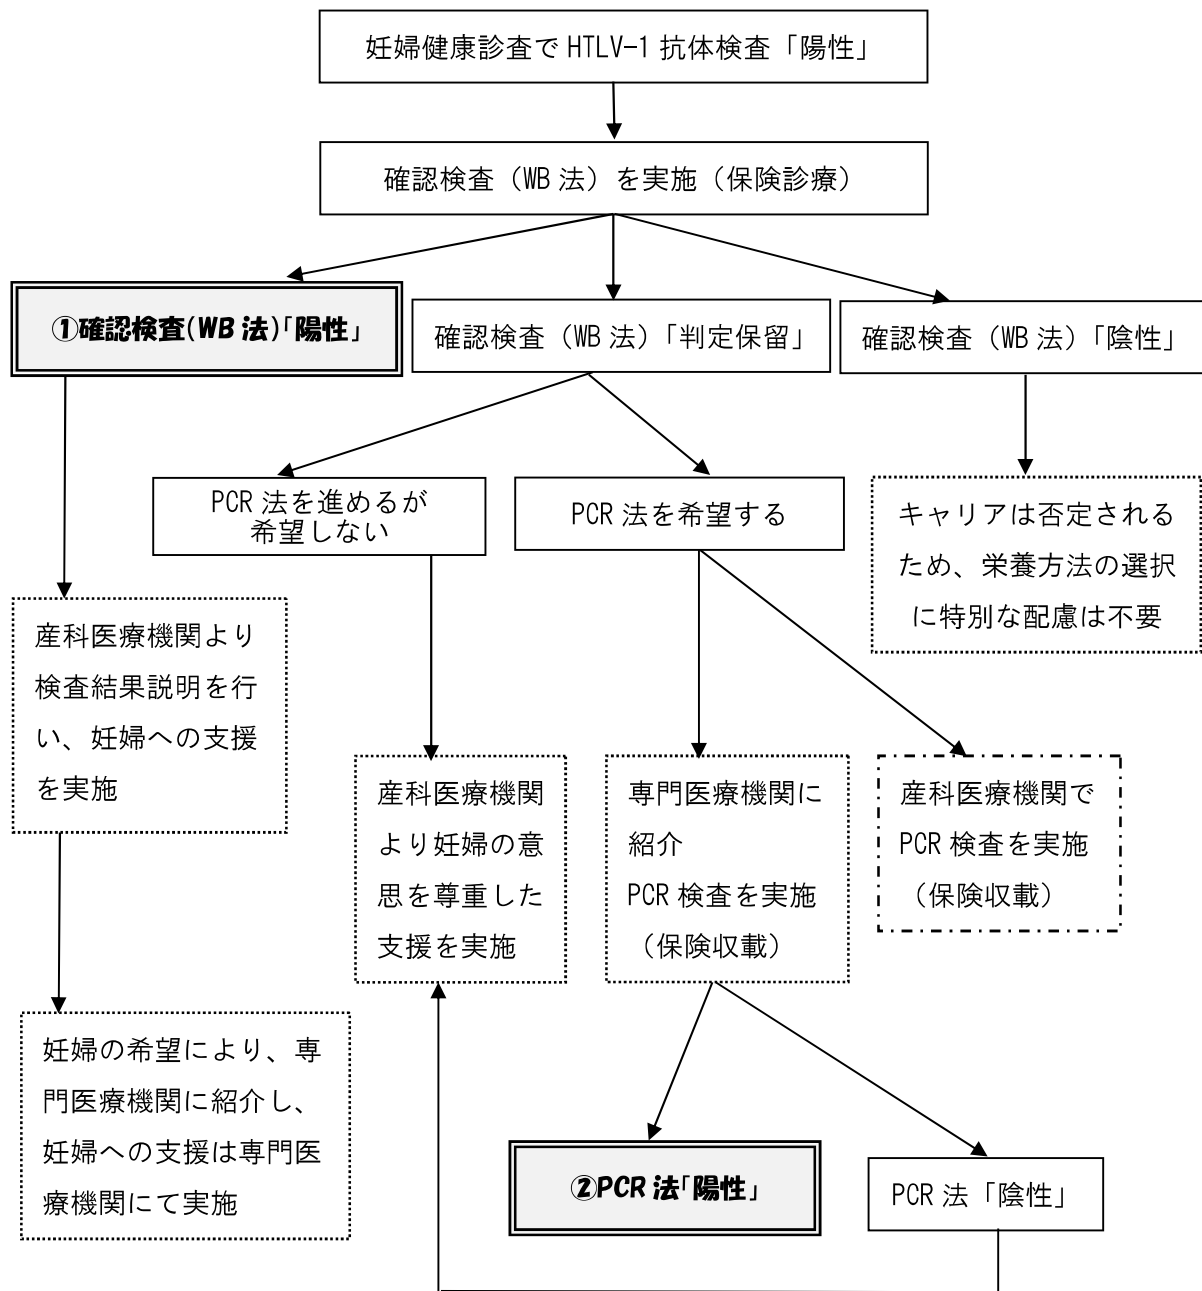 妊婦健康診査で HTLV-1 抗体検査「陽性」
確認検査（WB 法）を実施（保険診療）
①確認検査(WB 法)「陽性」
確認検査（WB 法）「判定保留」
確認検査（WB 法）「陰性」
PCR 法を進めるが
希望しない
PCR 法を希望する
キャリアは否定される
ため、栄養方法の選択
に特別な配慮は不要
産科医療機関より
検査結果説明を行
い、妊婦への支援
を実施
産科医療機関
より妊婦の意
思を尊重した
支援を実施
専門医療機関に
紹介
PCR 検査を実施
（保険収載）
産科医療機関で
PCR 検査を実施
（保険収載）
妊婦の希望により、専
門医療機関に紹介し、
妊婦への支援は専門医
療機関にて実施
②PCR 法「陽性」
PCR 法「陰性」